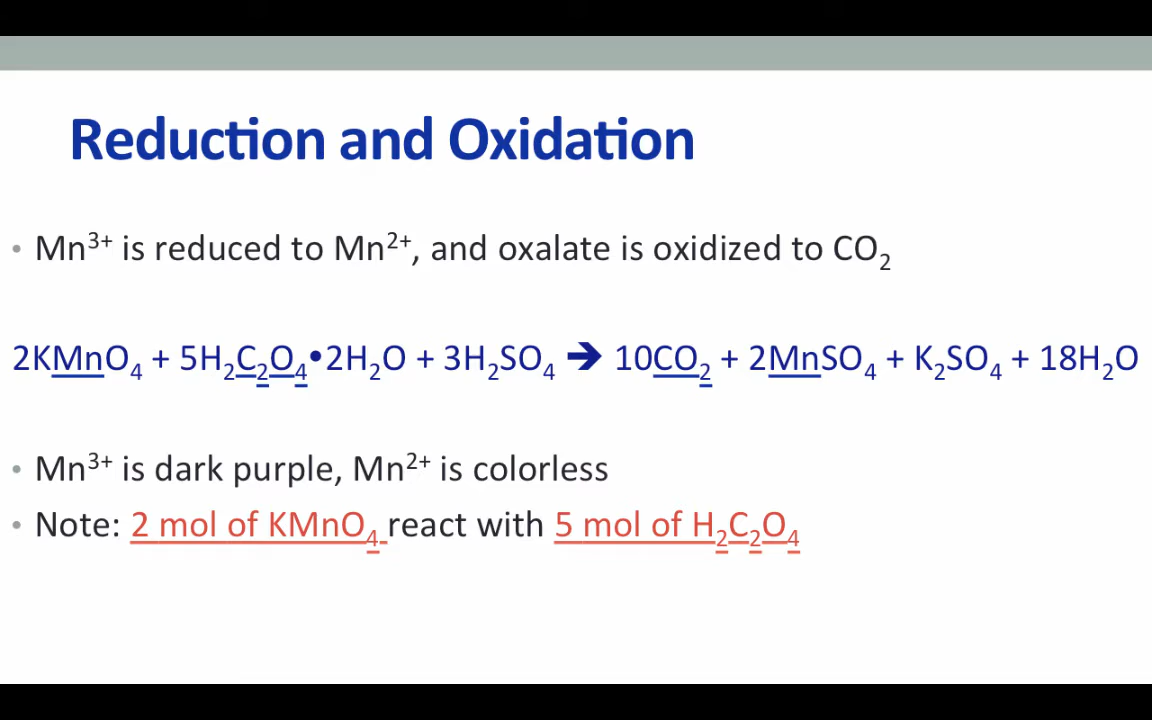 Reduction and Oxidation
• Mn³⁺ is reduced to Mn²⁺, and oxalate is oxidized to CO₂
2KMnO₄ + 5H₂C₂O₄•2H₂O + 3H₂SO₄ ➔ 10CO₂ + 2MnSO₄ + K₂SO₄ + 18H₂O
• Mn³⁺ is dark purple, Mn²⁺ is colorless
• Note: 2 mol of KMnO₄ react with 5 mol of H₂C₂O₄